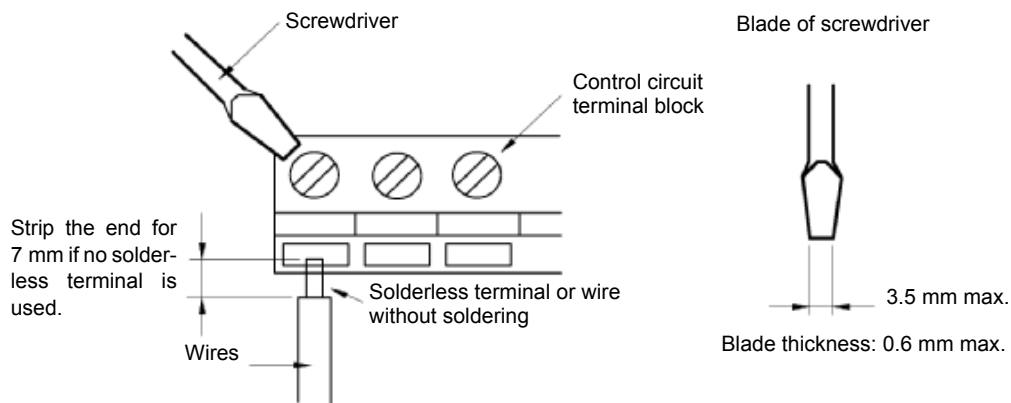 Screwdriver
Blade of screwdriver
Control circuit
terminal block
Strip the end for
7 mm if no solder-
less terminal is
used.
Solderless terminal or wire
without soldering
Wires
3.5 mm max.
Blade thickness: 0.6 mm max.